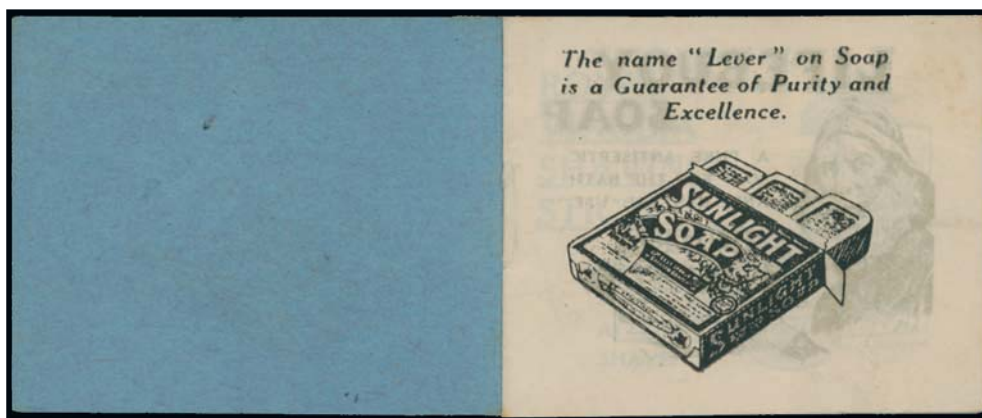 The name "Lever" on Soap
is a Guarantee of Purity and
Excellence.
SUNLIGHT
SOAP
SUNLIGHT
SOAP